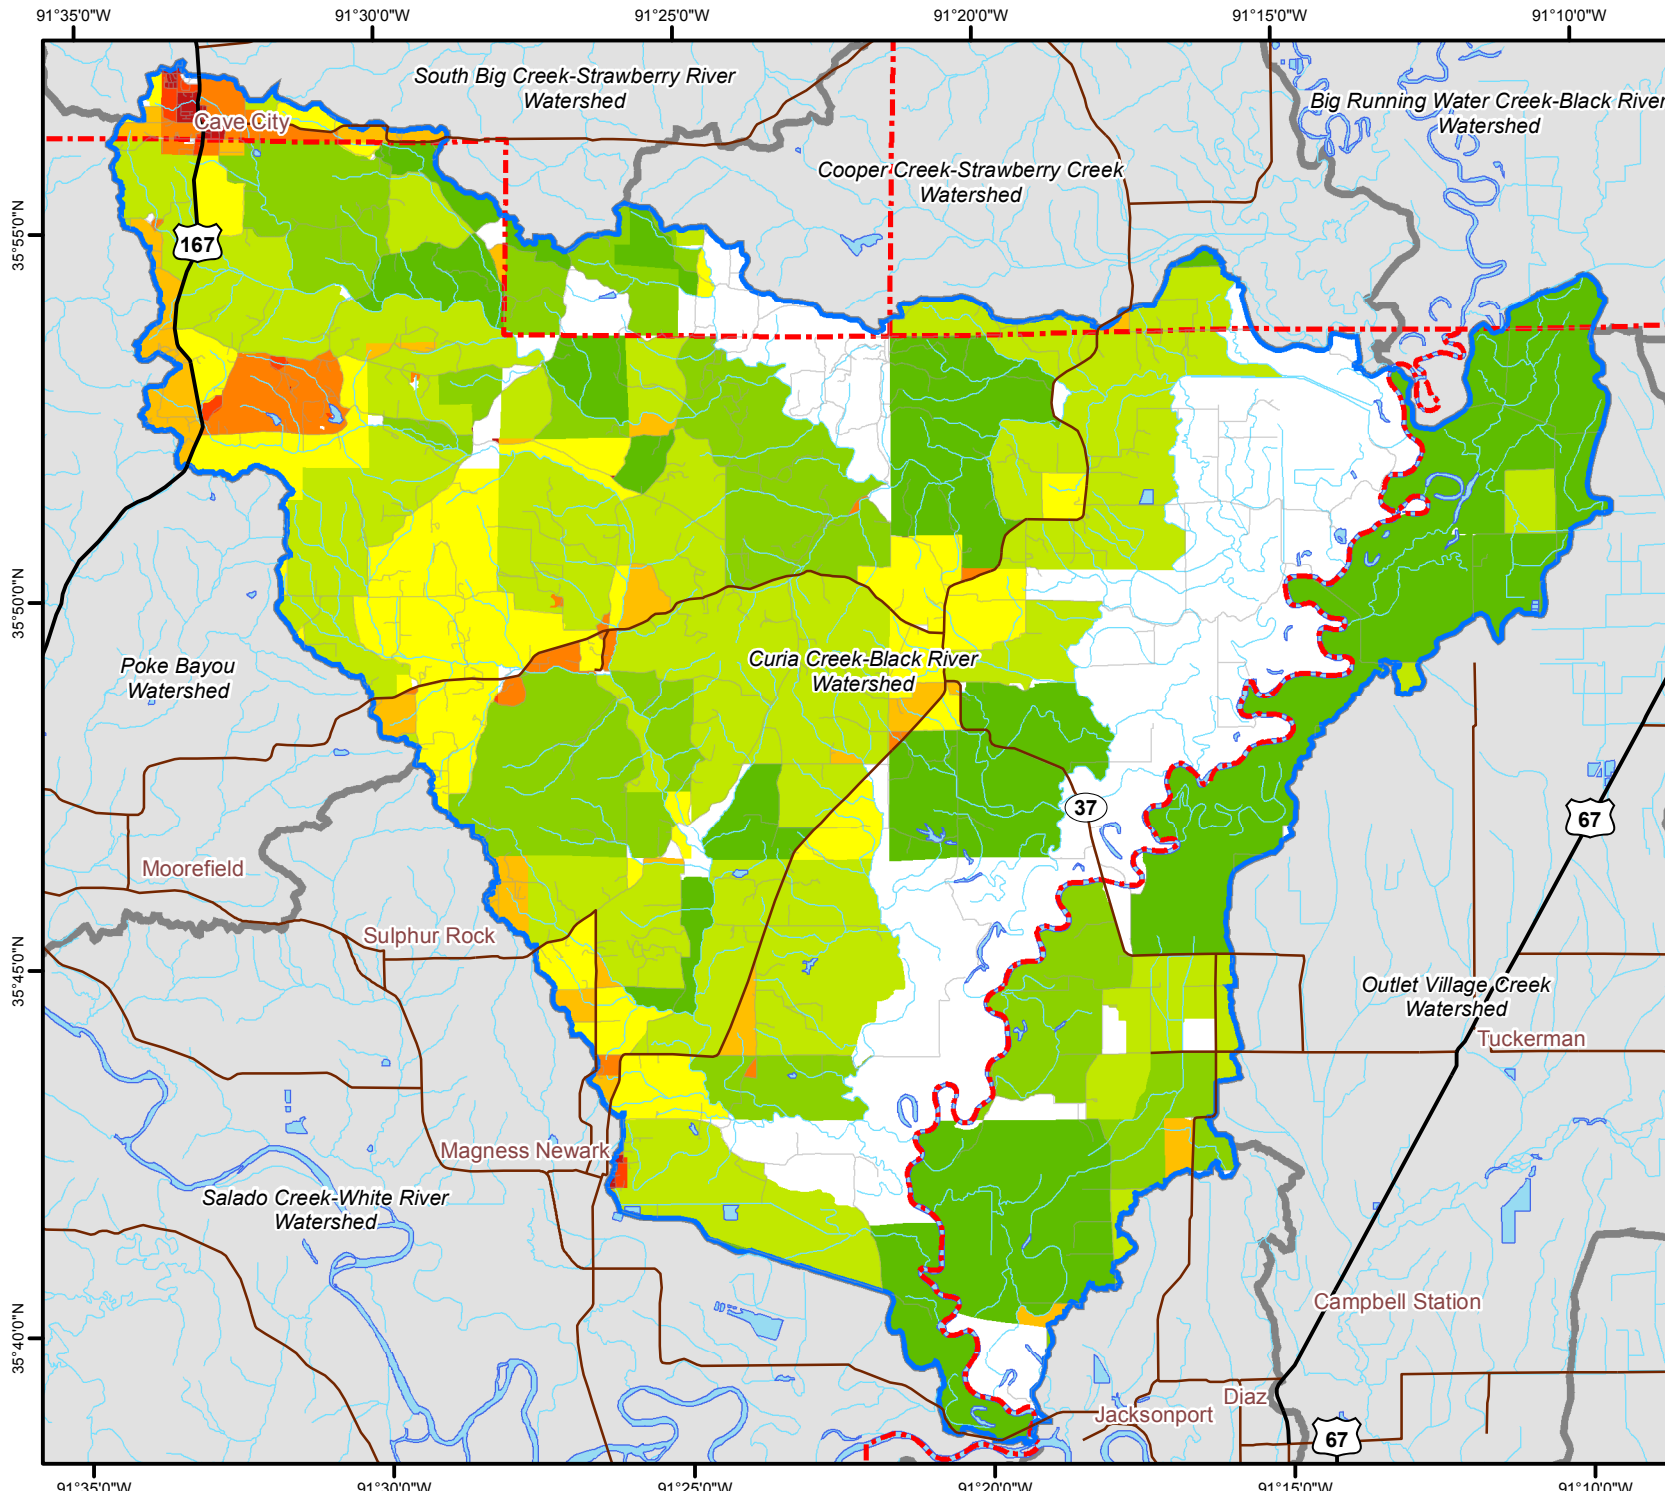 91°35'0"W
91°30'0"W
91°25'0"W
91°20'0"W
91°15'0"W
91°10'0"W
South Big Creek-Strawberry River
Watershed
Big Running Water Creek-Black River
Watershed
Cave City
Cooper Creek-Strawberry Creek
Watershed
35°55'0"N
167
35°50'0"N
Poke Bayou
Watershed
Curia Creek-Black River
Watershed
37
67
35°45'0"N
Moorefield
Sulphur Rock
Outlet Village Creek
Watershed
Tuckerman
Magness Newark
Salado Creek-White River
Watershed
35°40'0"N
Campbell Station
Diaz
Jacksonport
67
91°35'0"W
91°30'0"W
91°25'0"W
91°20'0"W
91°15'0"W
91°10'0"W